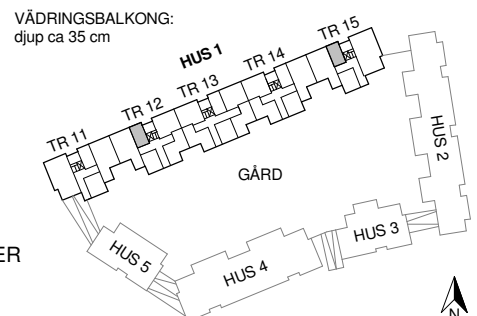 VÄDRINGSBALKONG:
djup ca 35 cm
HUS 1
TR 15
TR 14
TR 13
TR 12
TR 11
HUS 2
GÅRD
HUS 3
HUS 5
HUS 4
ER
N